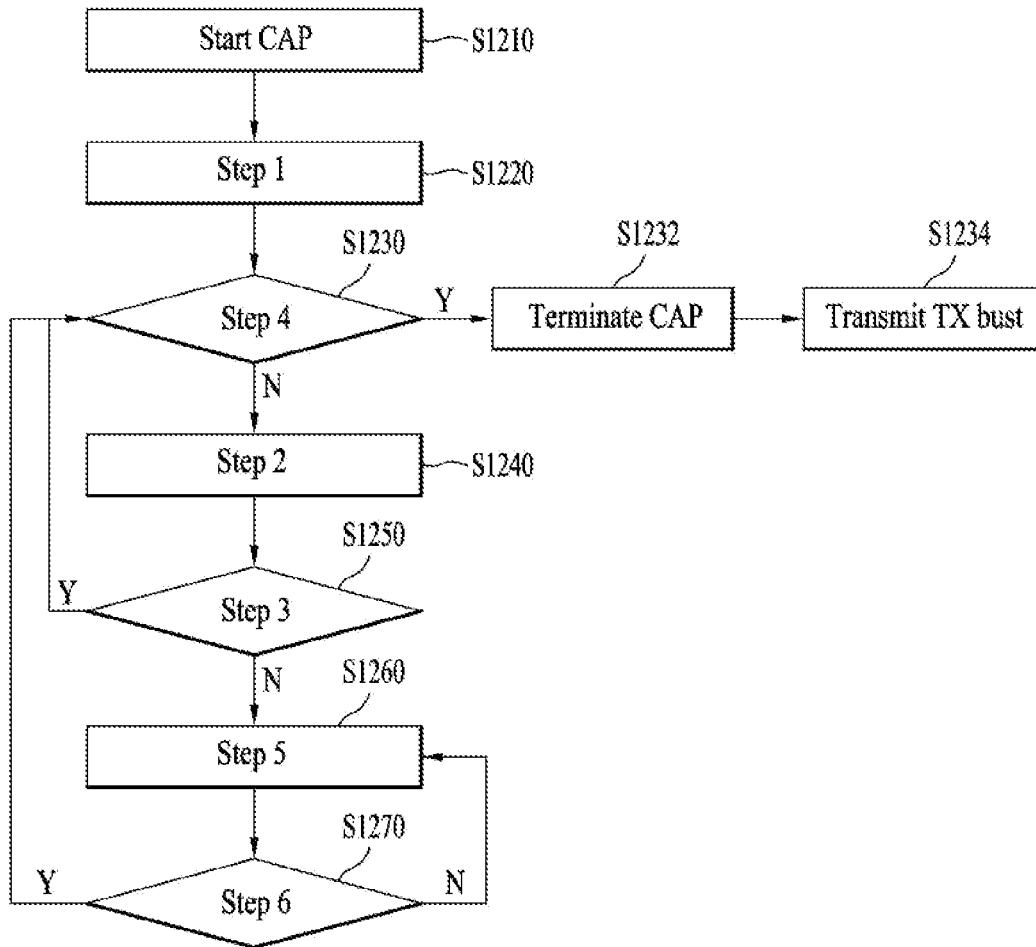 Start CAP
S1210
Step 1
S1220
S1230
Step 4
Y
N
S1232
Terminate CAP
S1234
Transmit TX bust
Step 2
S1240
S1250
Step 3
Y
N
S1260
Step 5
S1270
Step 6
Y
N